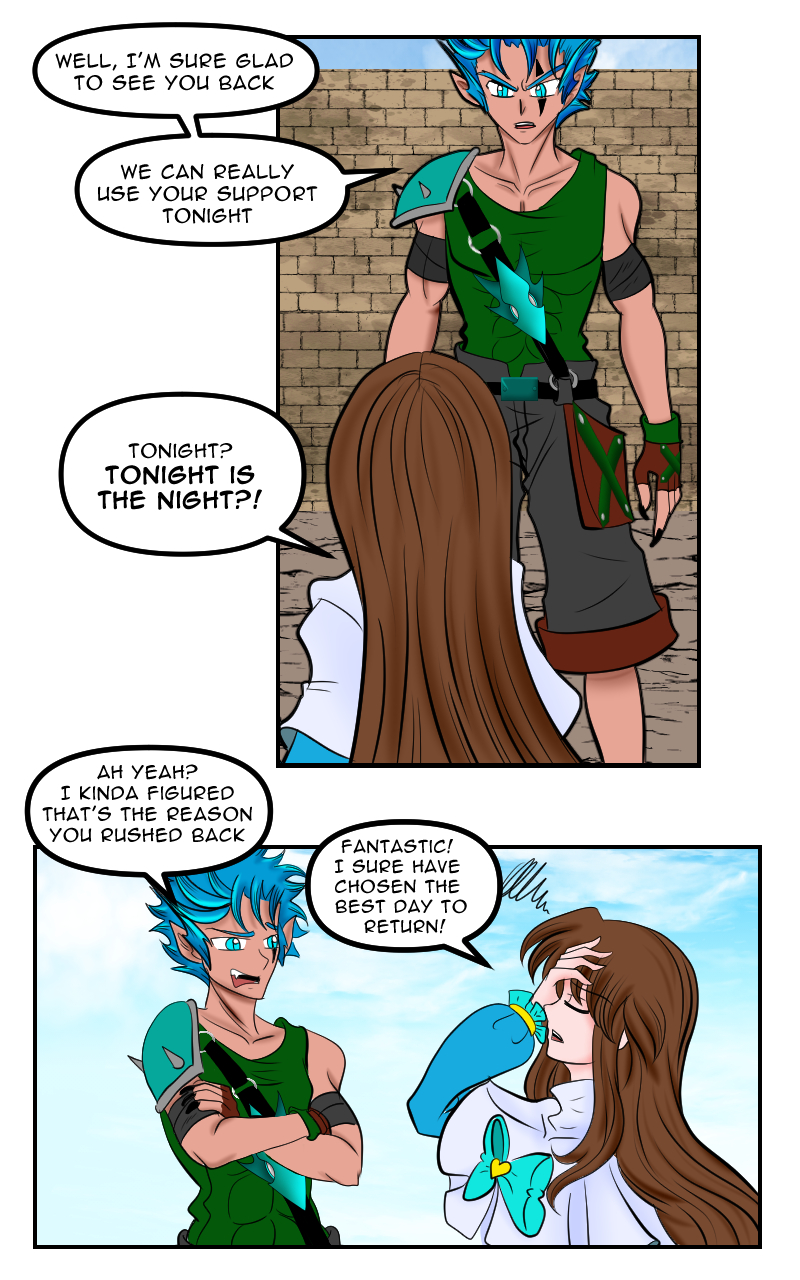 WELL, I'M SURE GLAD
TO SEE YOU BACK
WE CAN REALLY
USE YOUR SUPPORT
TONIGHT
TONIGHT?
TONIGHT IS
THE NIGHT?!
AH YEAH?
I KINDA FIGURED
THAT'S THE REASON
YOU RUSHED BACK
FANTASTIC!
I SURE HAVE
CHOSEN THE
BEST DAY TO
RETURN!